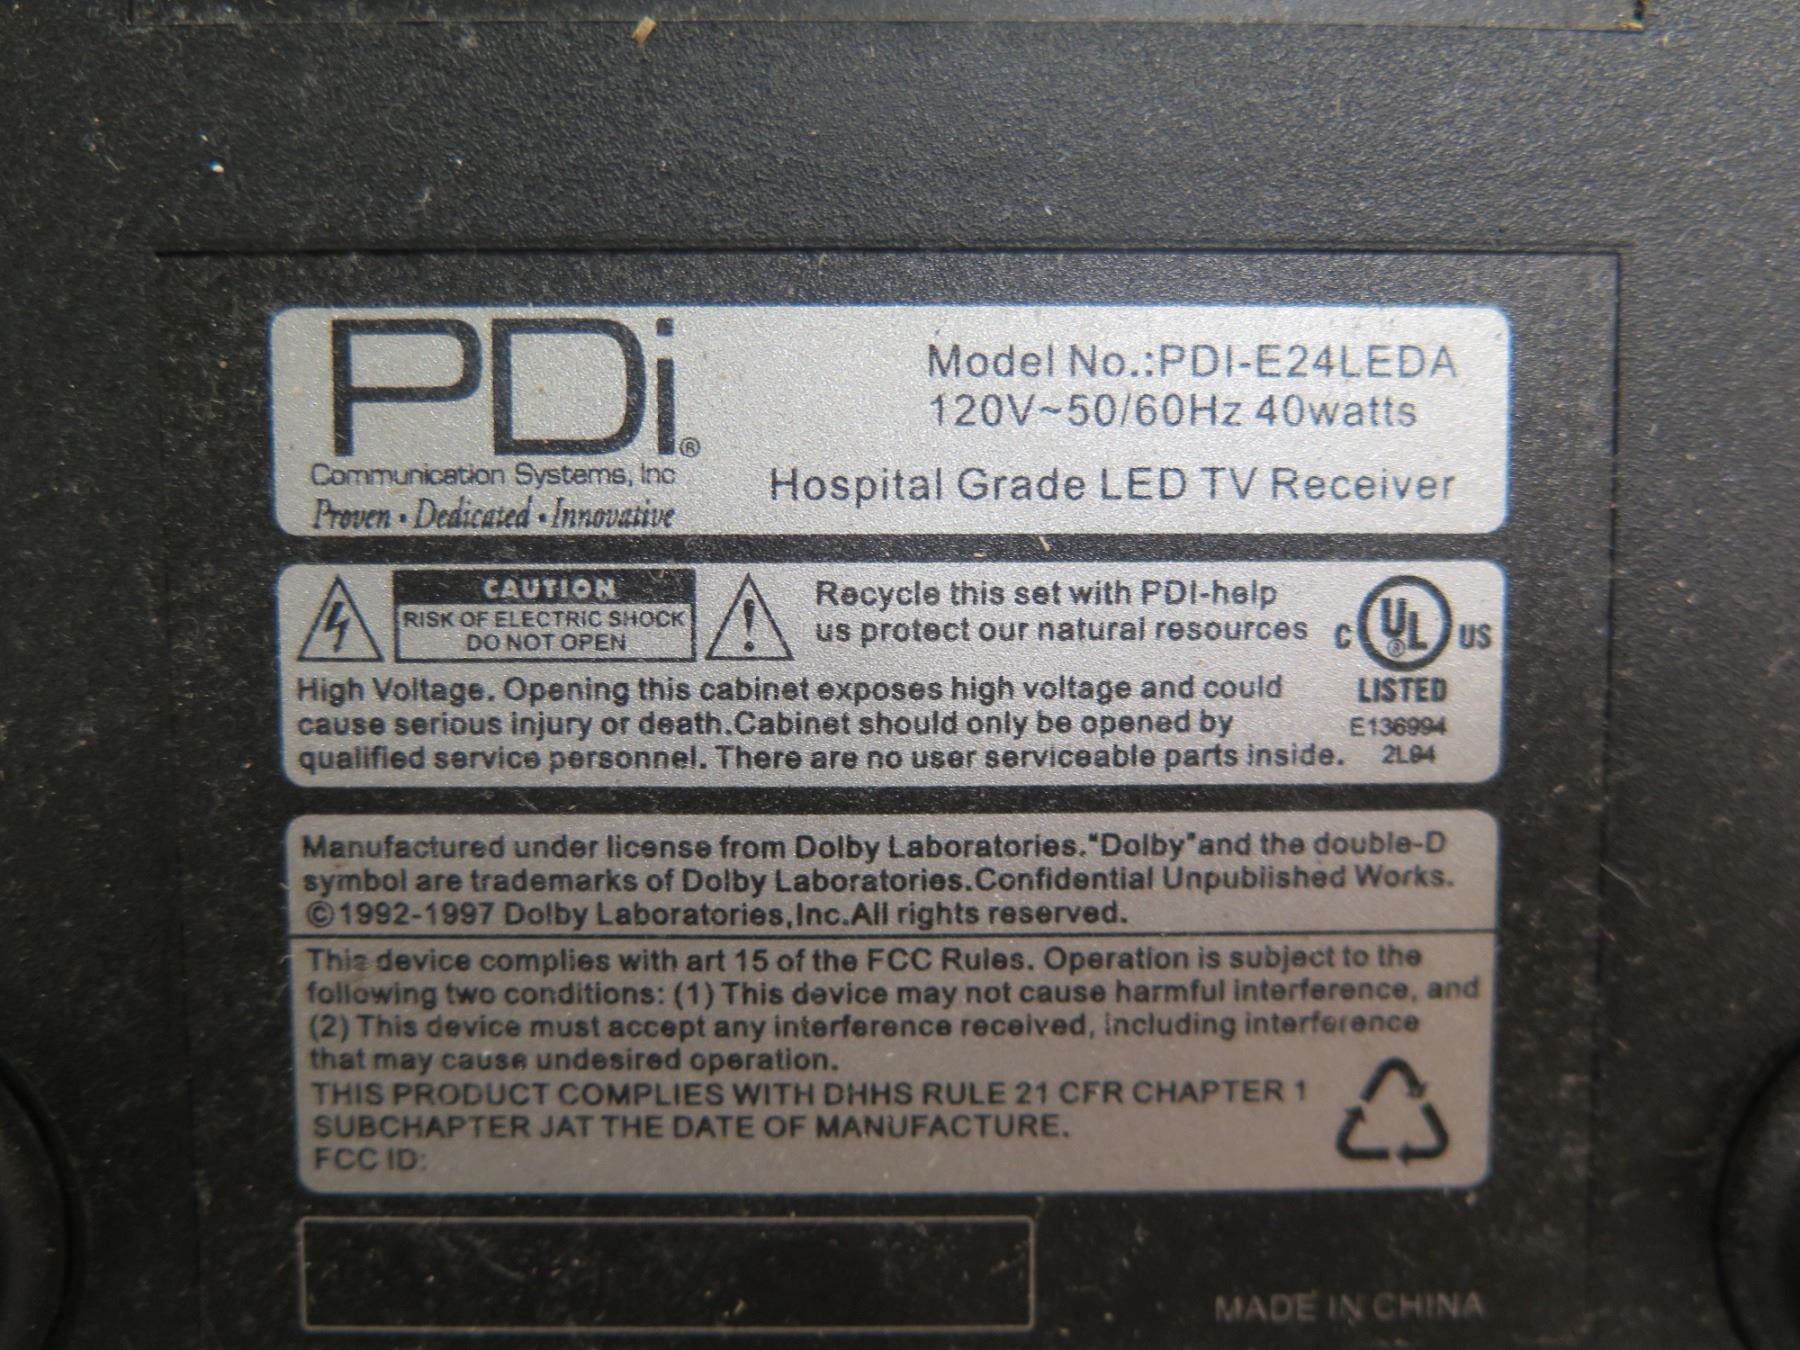 PDi®
Communication Systems, Inc
Proven • Dedicated • Innovative
Model No.:PDI-E24LEDA
120V~50/60Hz 40watts
Hospital Grade LED TV Receiver
CAUTION
RISK OF ELECTRIC SHOCK
DO NOT OPEN
Recycle this set with PDI-help
us protect our natural resources
C UL® US
LISTED
E136994
2L94
High Voltage. Opening this cabinet exposes high voltage and could
cause serious injury or death.Cabinet should only be opened by
qualified service personnel. There are no user serviceable parts inside.
Manufactured under license from Dolby Laboratories."Dolby"and the double-D
symbol are trademarks of Dolby Laboratories.Confidential Unpublished Works.
©1992-1997 Dolby Laboratories,Inc.All rights reserved.
This device complies with art 15 of the FCC Rules. Operation is subject to the
following two conditions: (1) This device may not cause harmful interference, and
(2) This device must accept any interference received, including interference
that may cause undesired operation.
THIS PRODUCT COMPLIES WITH DHHS RULE 21 CFR CHAPTER 1
SUBCHAPTER JAT THE DATE OF MANUFACTURE.
FCC ID:
MADE IN CHINA